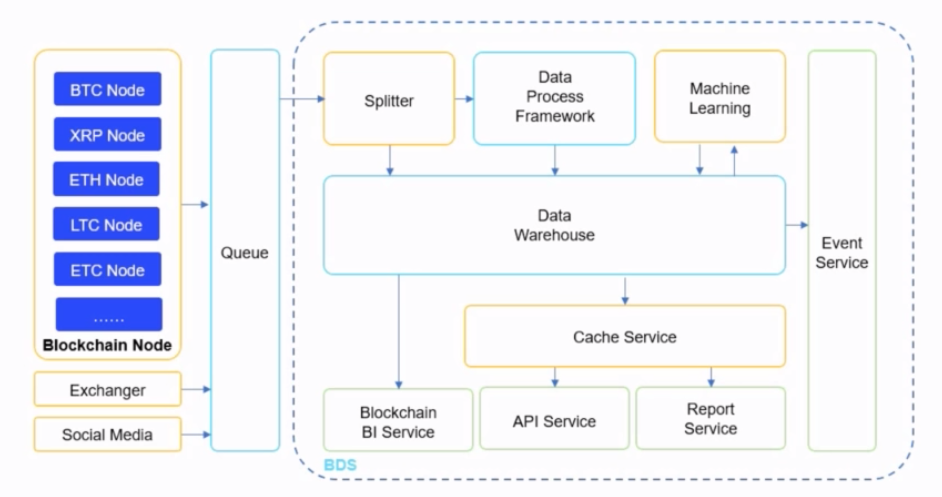 BTC Node
XRP Node
ETH Node
LTC Node
ETC Node
......
Blockchain Node
Exchanger
Social Media
Queue
Splitter
Data
Process
Framework
Machine
Learning
Data
Warehouse
Event
Service
Cache Service
Blockchain
BI Service
API Service
Report
Service
BDS